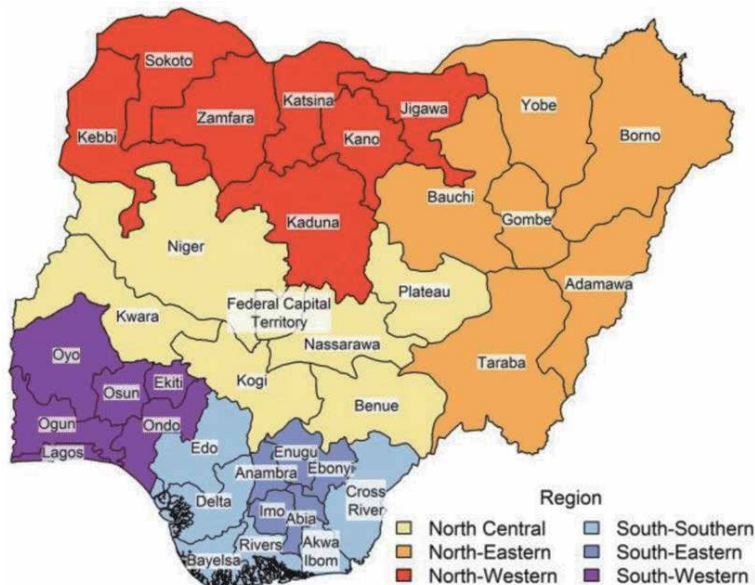 Sokoto
Katsina
Jigawa
Yobe
Borno
Kebbi
Zamfara
Kano
Bauchi
Gombe
Kaduna
Niger
Adamawa
Plateau
Federal Capital
Territory
Kwara
Nassarawa
Taraba
Oyo
Kogi
Ekiti
Osun
Benue
Ogun
Ondo
Edo
Lagos
Enugu
Ebonyi
Anambra
Cross
River
Delta
Imo
Abia
Rivers
Akwa
Ibom
Bayelsa
Region
North Central
North-Eastern
North-Western
South-Southern
South-Eastern
South-Western